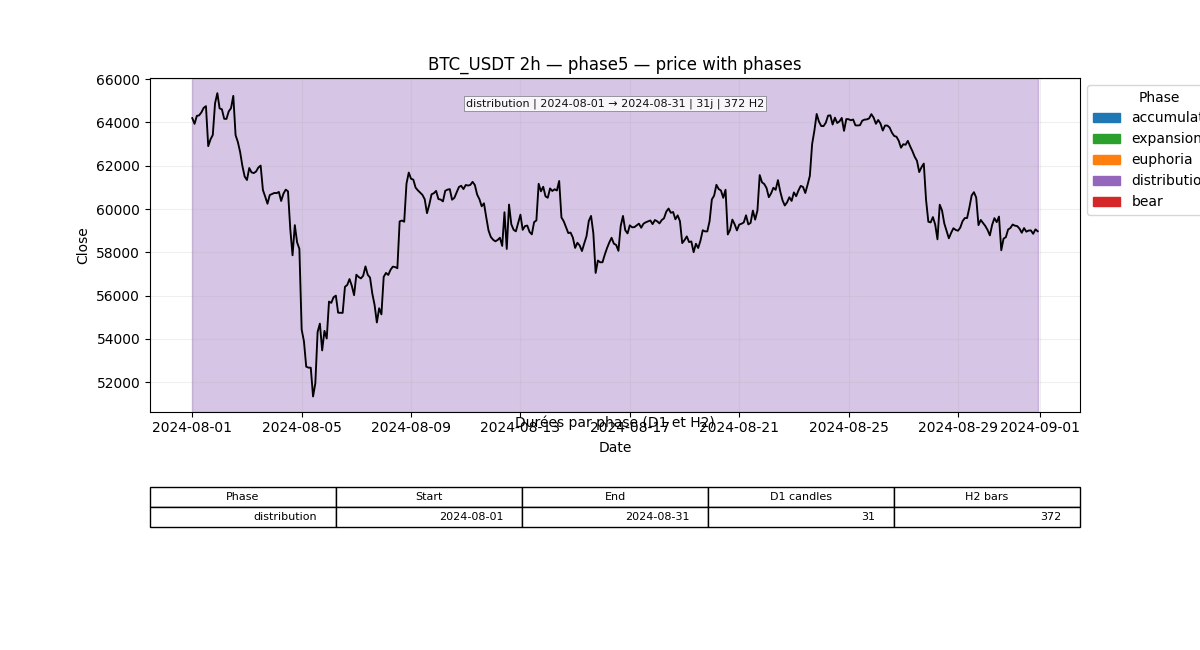 BTC_USDT 2h — phase5 — price with phases
66000
64000
62000
60000
58000
56000
54000
52000
Close
distribution | 2024-08-01 → 2024-08-31 | 31j | 372 H2
Phase
accumulat
expansion
euphoria
distributio
bear
Durées par phase (D1 et H2)
2024-08-01 2024-08-05 2024-08-09 2024-08-13 2024-08-17 2024-08-21 2024-08-25 2024-08-29 2024-09-01
Date
Phase Start End D1 candles H2 bars
distribution 2024-08-01 2024-08-31 31 372